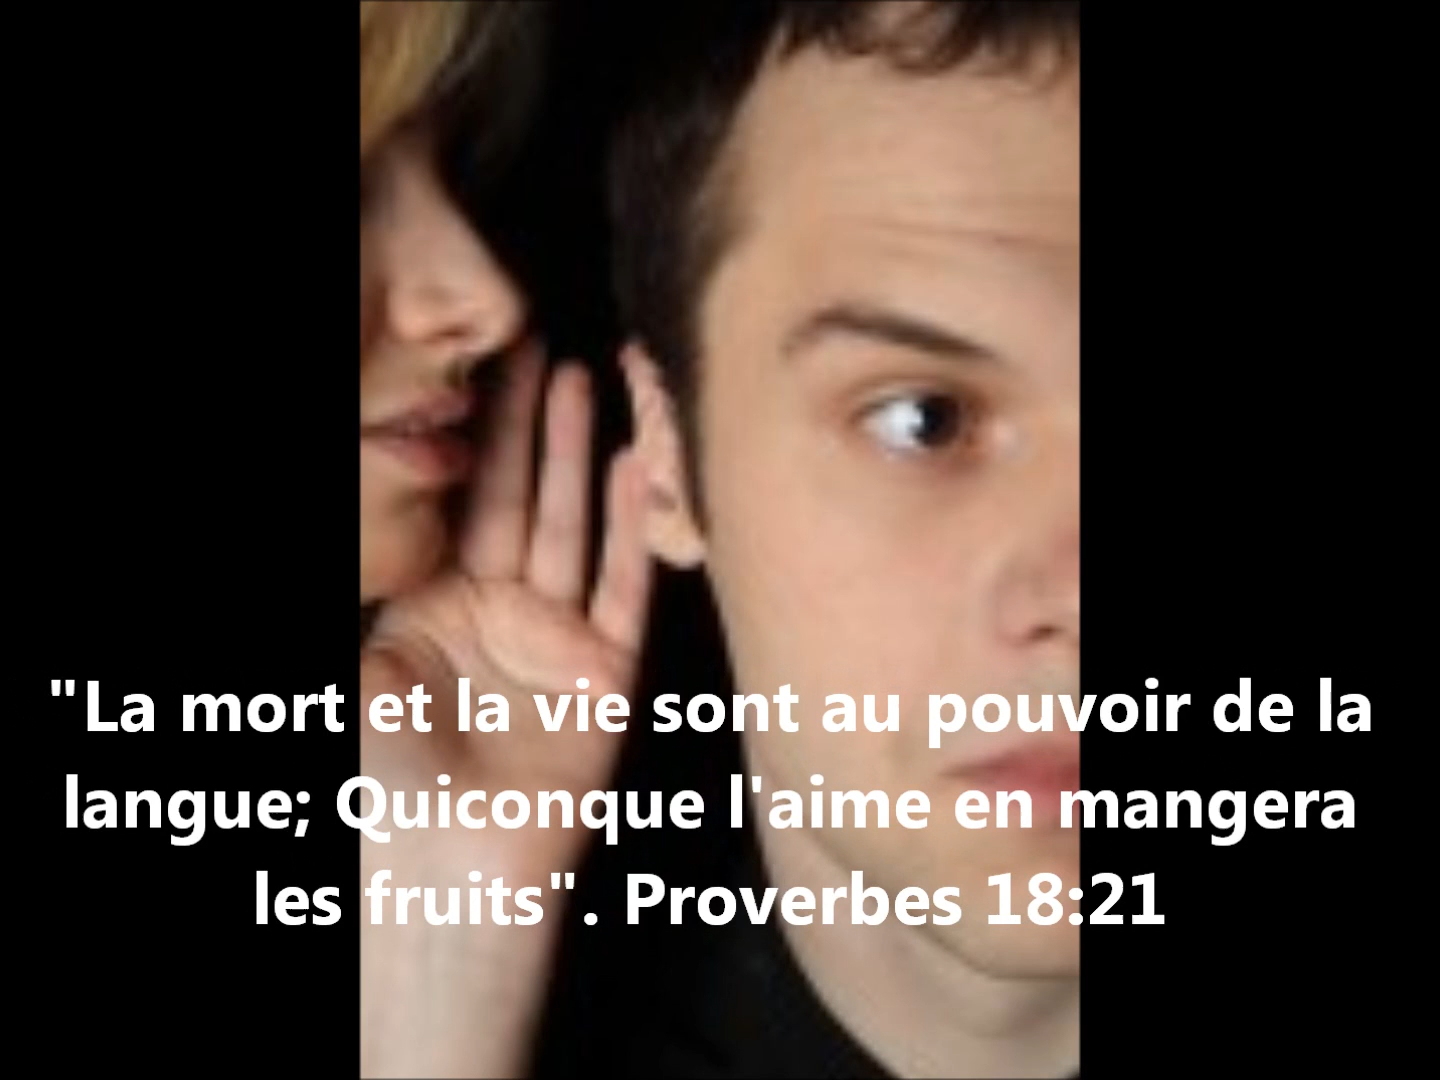 "La mort et la vie sont au pouvoir de la
langue; Quiconque l'aime en mangera
les fruits". Proverbes 18:21